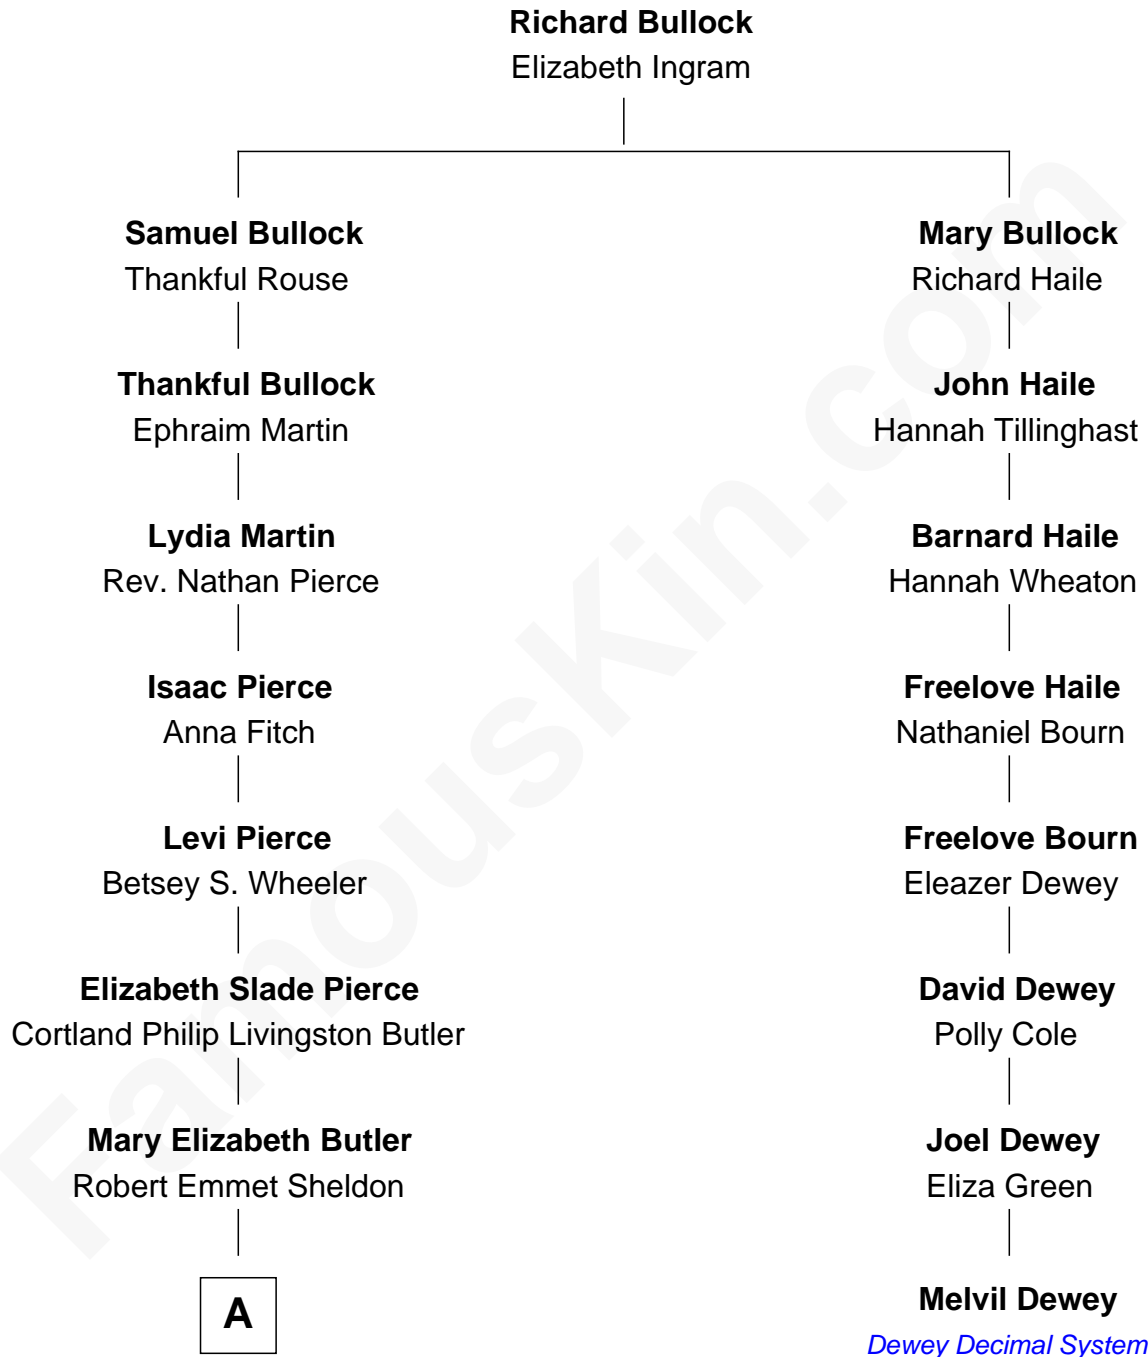 Richard Bullock
Elizabeth Ingram
Samuel Bullock
Thankful Rouse
Mary Bullock
Richard Haile
Thankful Bullock
Ephraim Martin
John Haile
Hannah Tillinghast
Lydia Martin
Rev. Nathan Pierce
Barnard Haile
Hannah Wheaton
Isaac Pierce
Anna Fitch
Freelove Haile
Nathaniel Bourn
Levi Pierce
Betsey S. Wheeler
Freelove Bourn
Eleazer Dewey
Elizabeth Slade Pierce
Cortland Philip Livingston Butler
David Dewey
Polly Cole
Mary Elizabeth Butler
Robert Emmet Sheldon
Joel Dewey
Eliza Green
A
Melvil Dewey
Dewey Decimal System
FamousKin.com